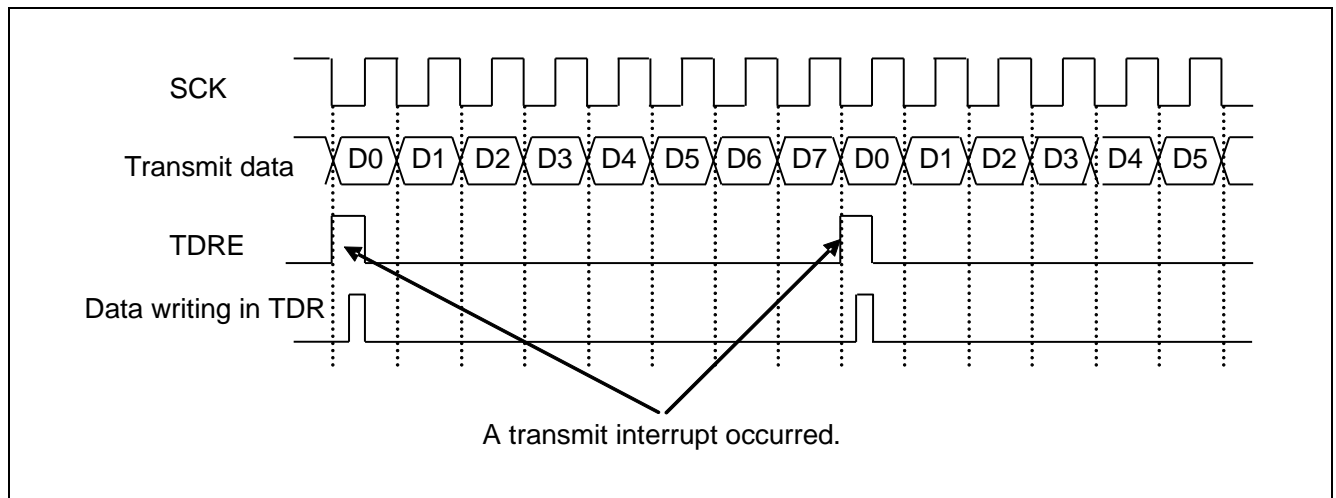 SCK
Transmit data D0 D1 D2 D3 D4 D5 D6 D7 D0 D1 D2 D3 D4 D5
TDRE
Data writing in TDR
A transmit interrupt occurred.